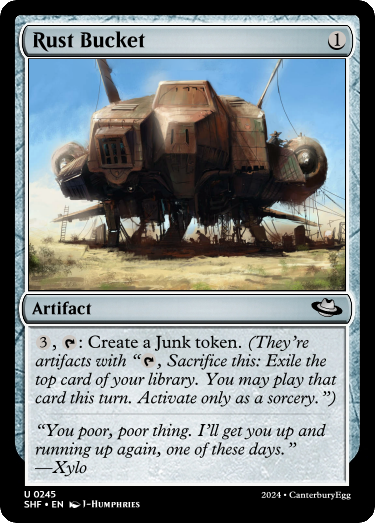 Rust Bucket 1
Artifact
3, : Create a Junk token. (They're
artifacts with “, Sacrifice this: Exile the
top card of your library. You may play that
card this turn. Activate only as a sorcery.”)
“You poor, poor thing. I'll get you up and
running up again, one of these days.”
—Xylo
U 0245
SHF • EN J-Humphries
2024 • CanterburyEgg